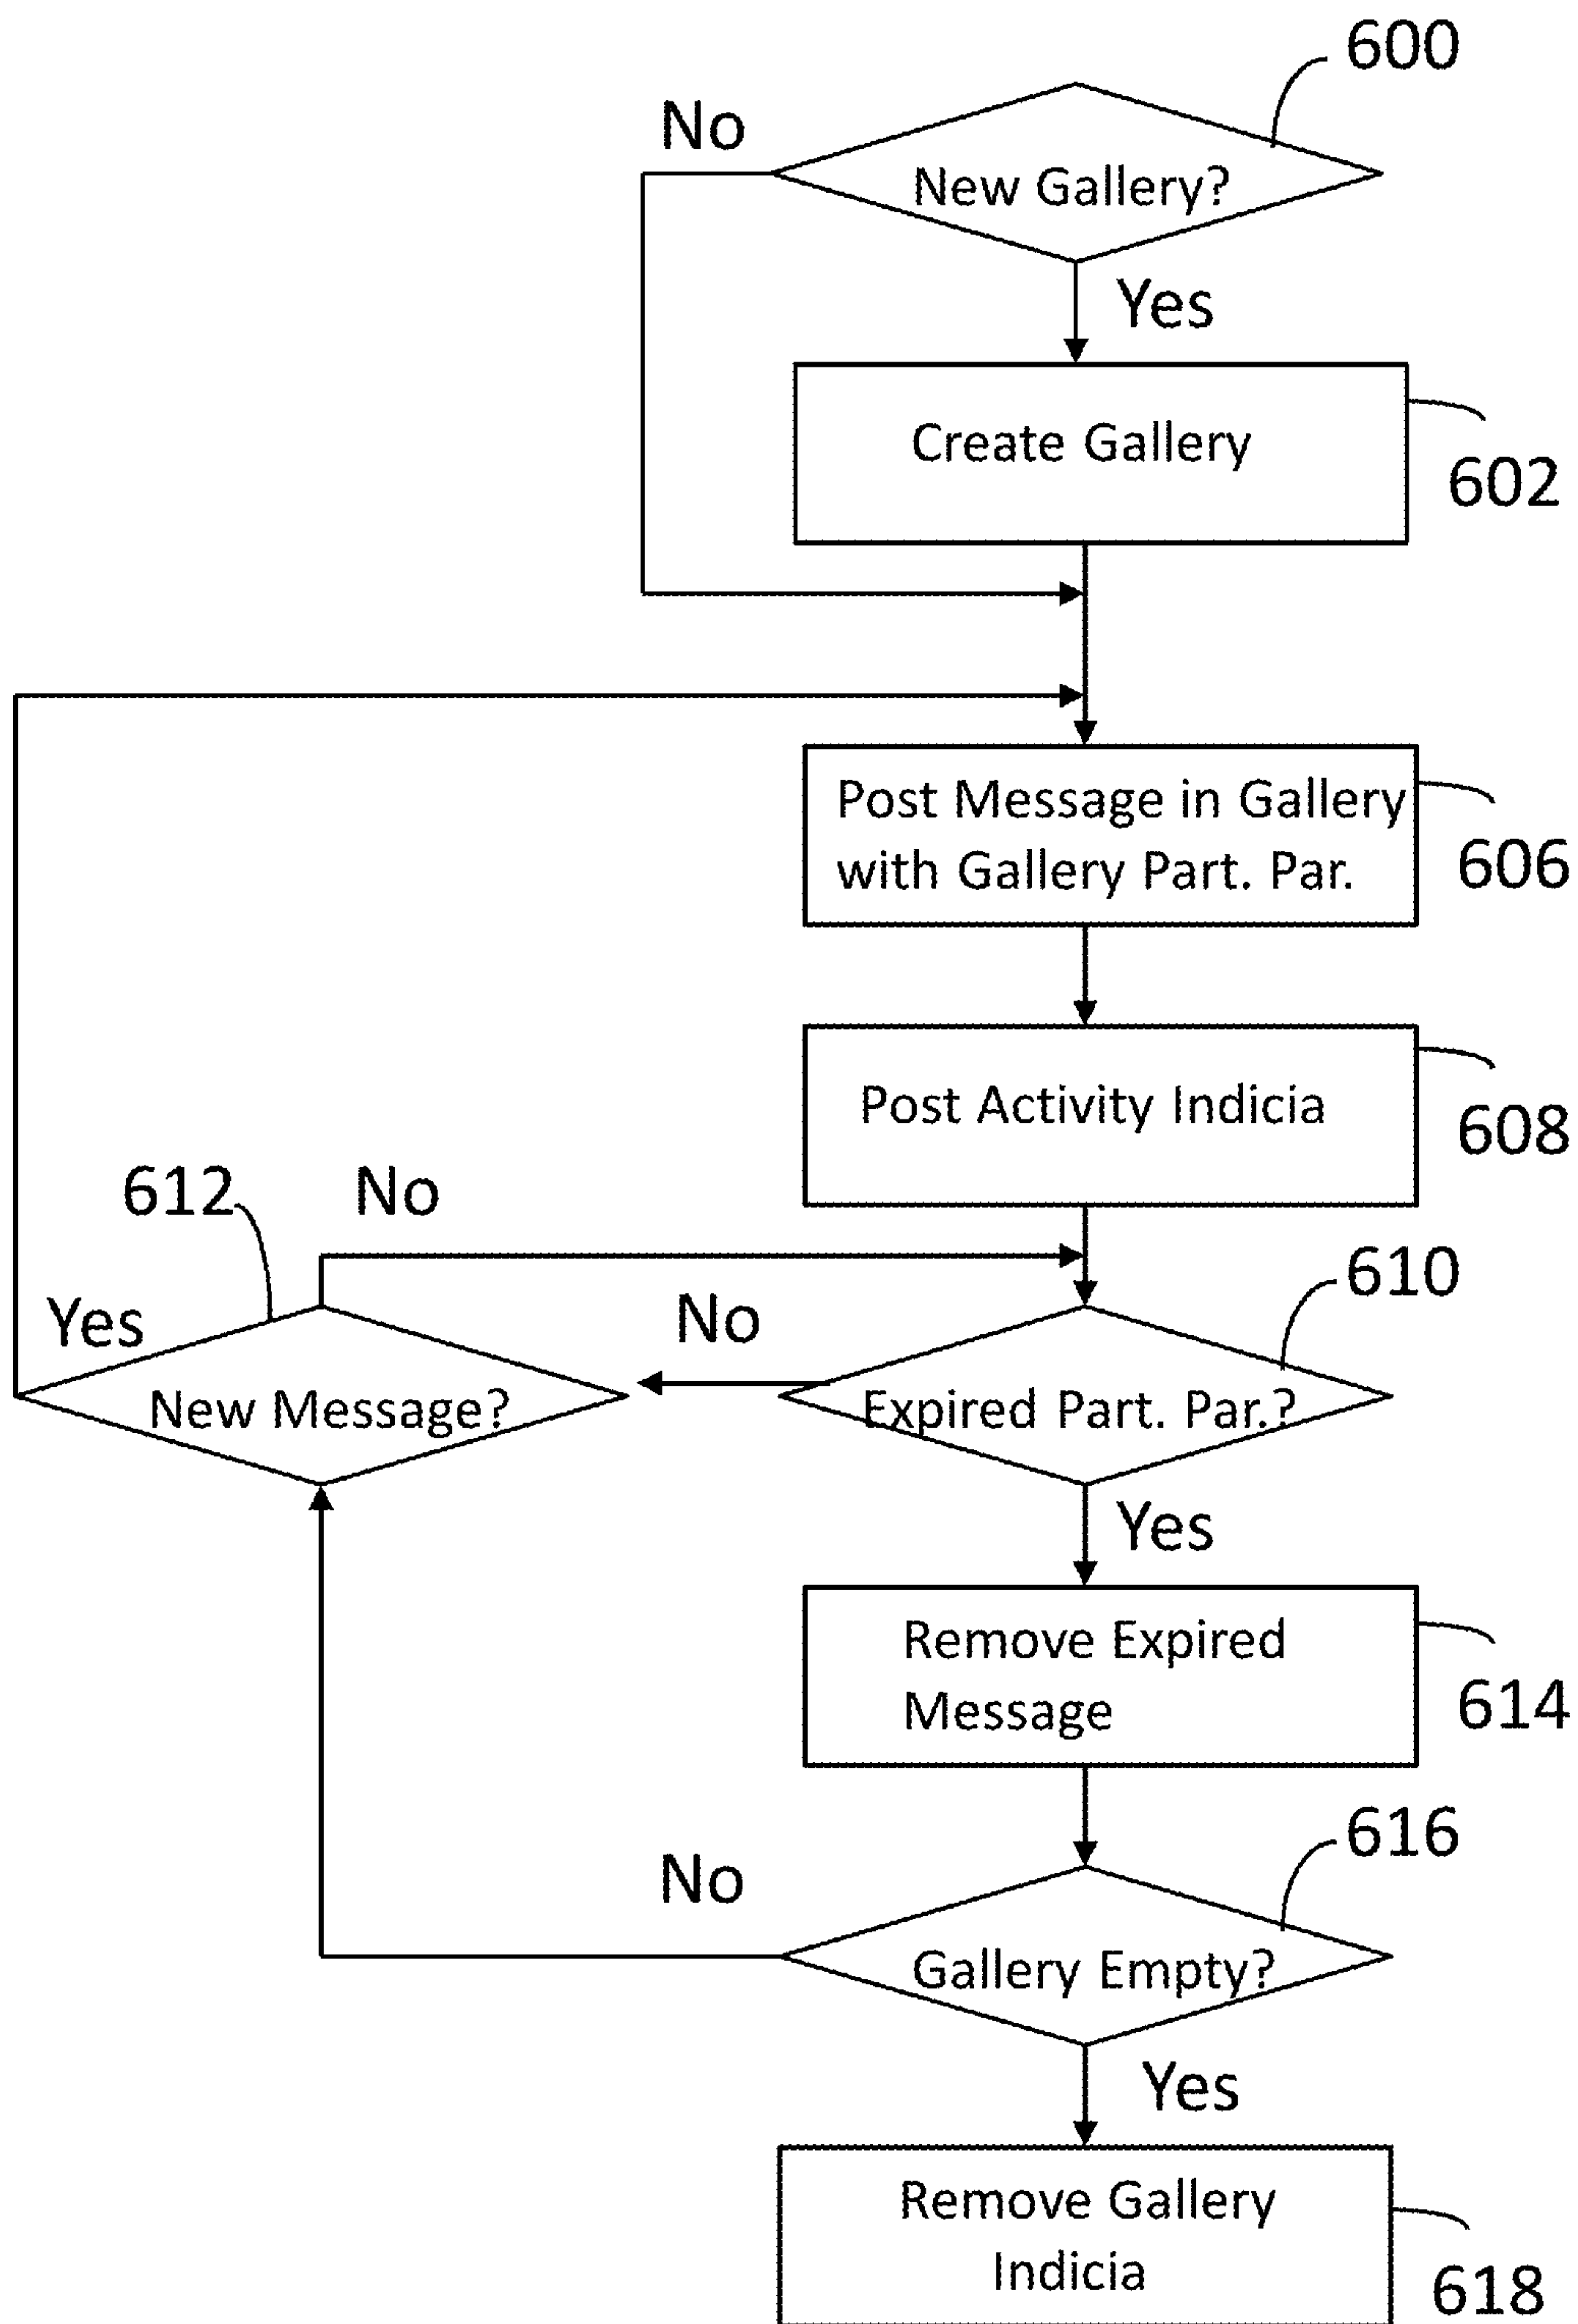 600
No
New Gallery?
Yes
Create Gallery
602
Post Message in Gallery
with Gallery Part. Par.
606
Post Activity Indicia
608
612
No
610
Yes
No
New Message?
Expired Part. Par.?
Yes
Remove Expired
Message
614
616
No
Gallery Empty?
Yes
Remove Gallery
Indicia
618